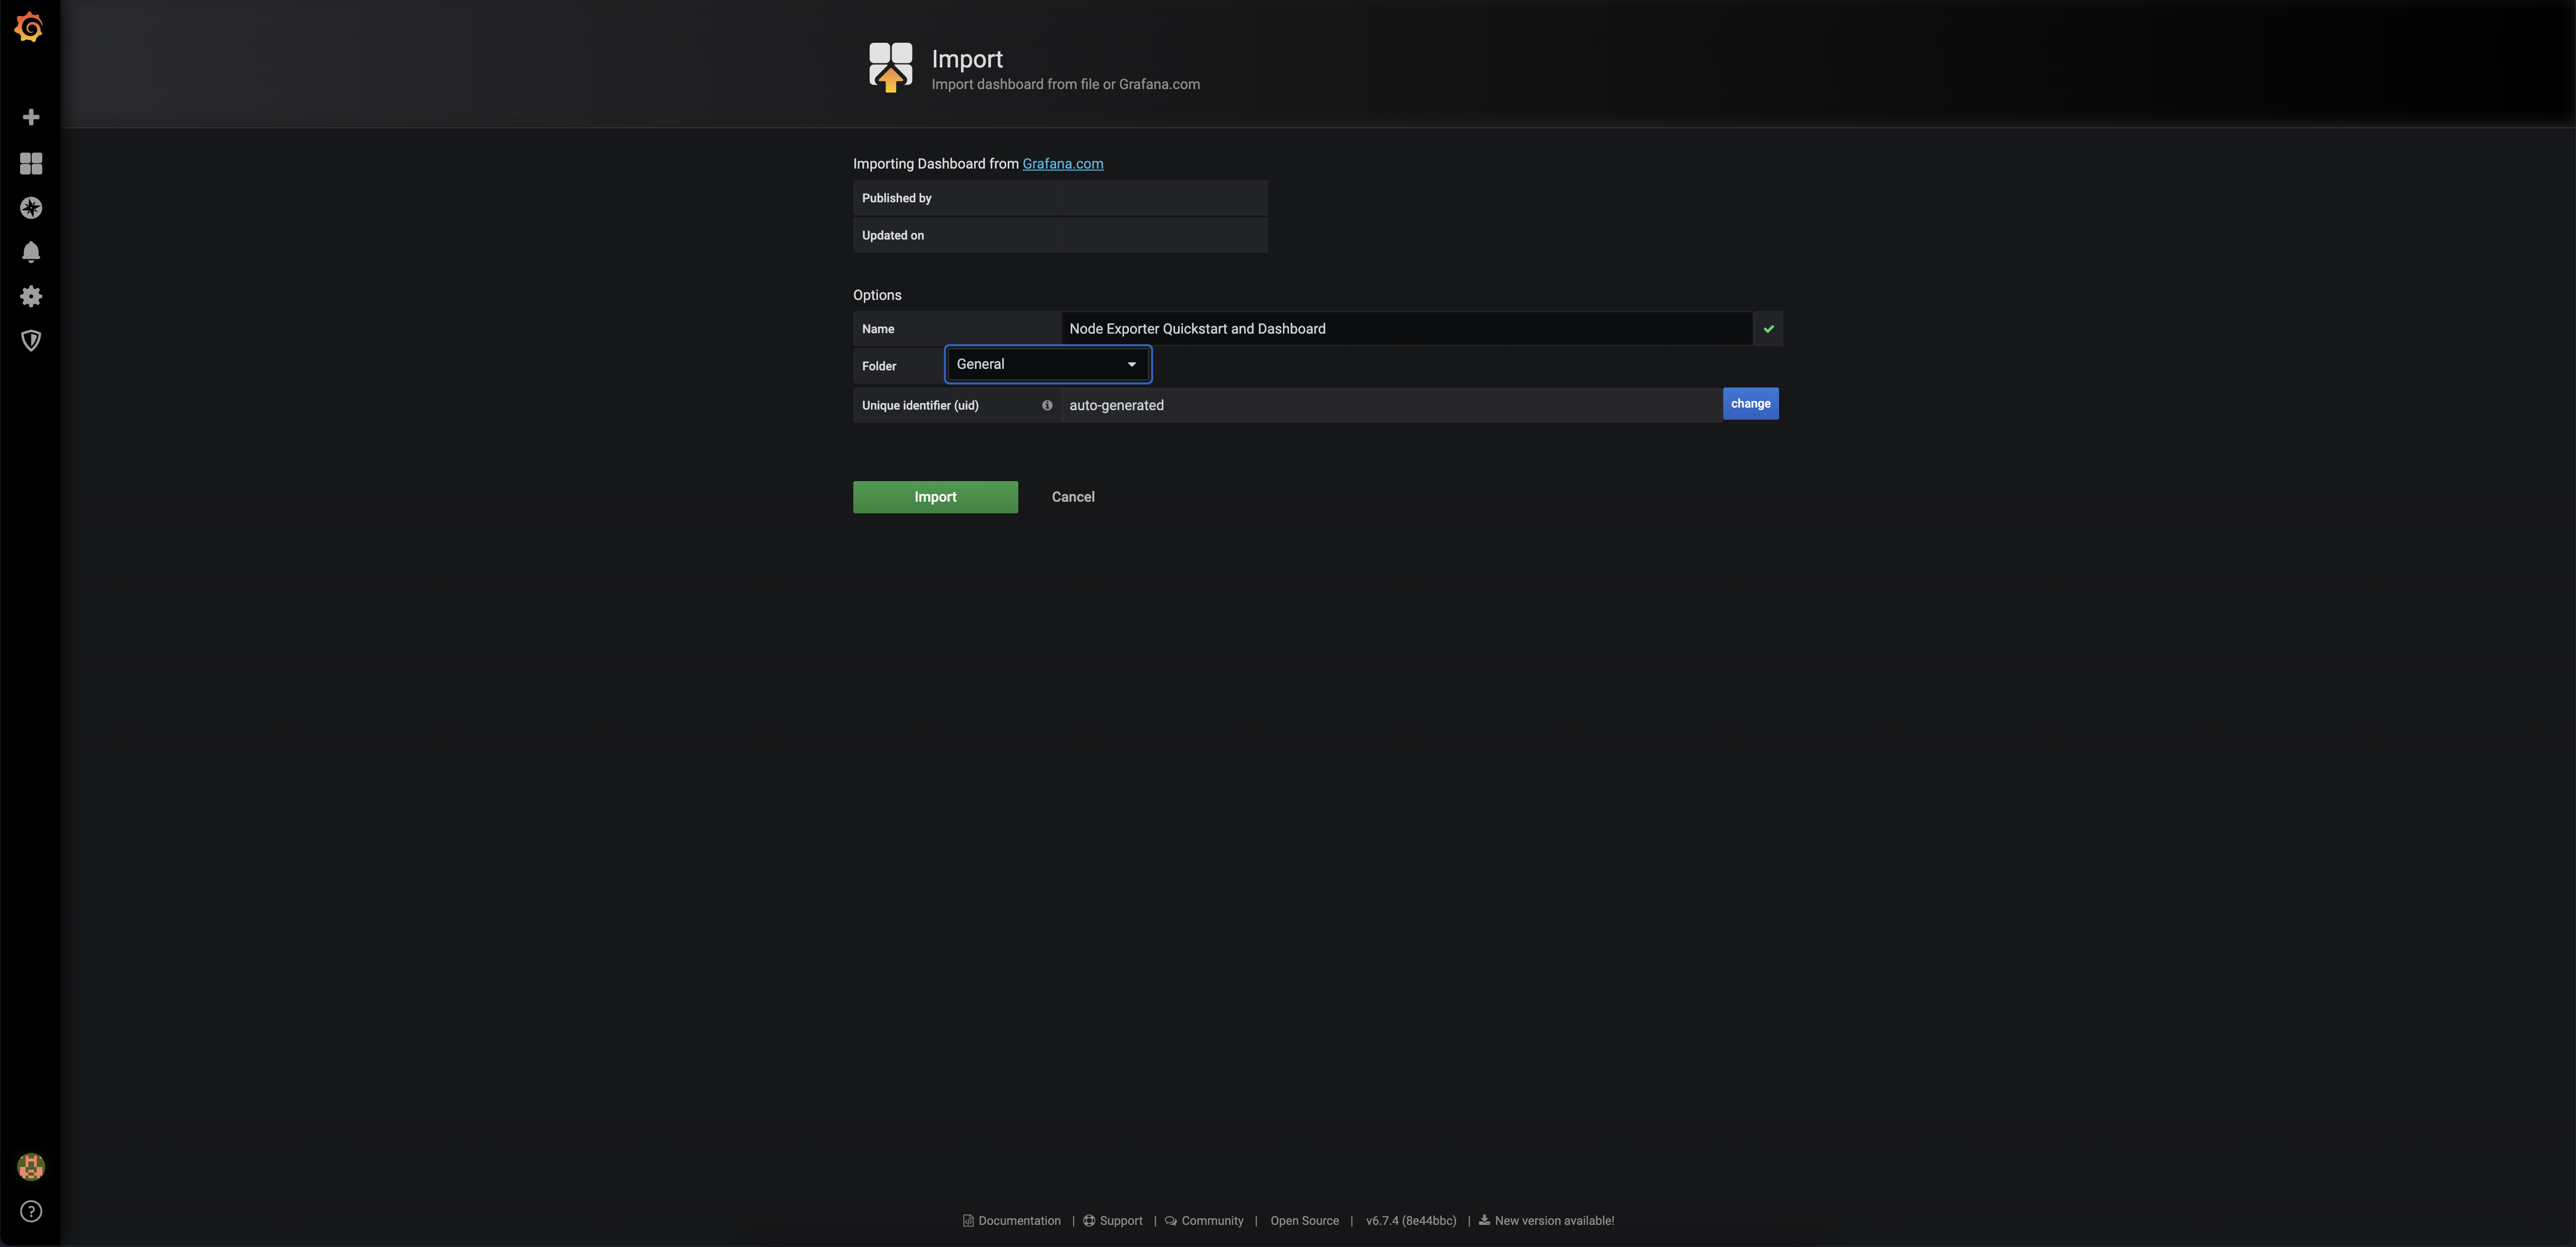 Import
Import dashboard from file or Grafana.com
Importing Dashboard from Grafana.com
Published by
Updated on
Options
Name Node Exporter Quickstart and Dashboard
Folder General
Unique identifier (uid) auto-generated change
Import Cancel
Documentation | Support | Community | Open Source | v6.7.4 (8e44bbc) | New version available!